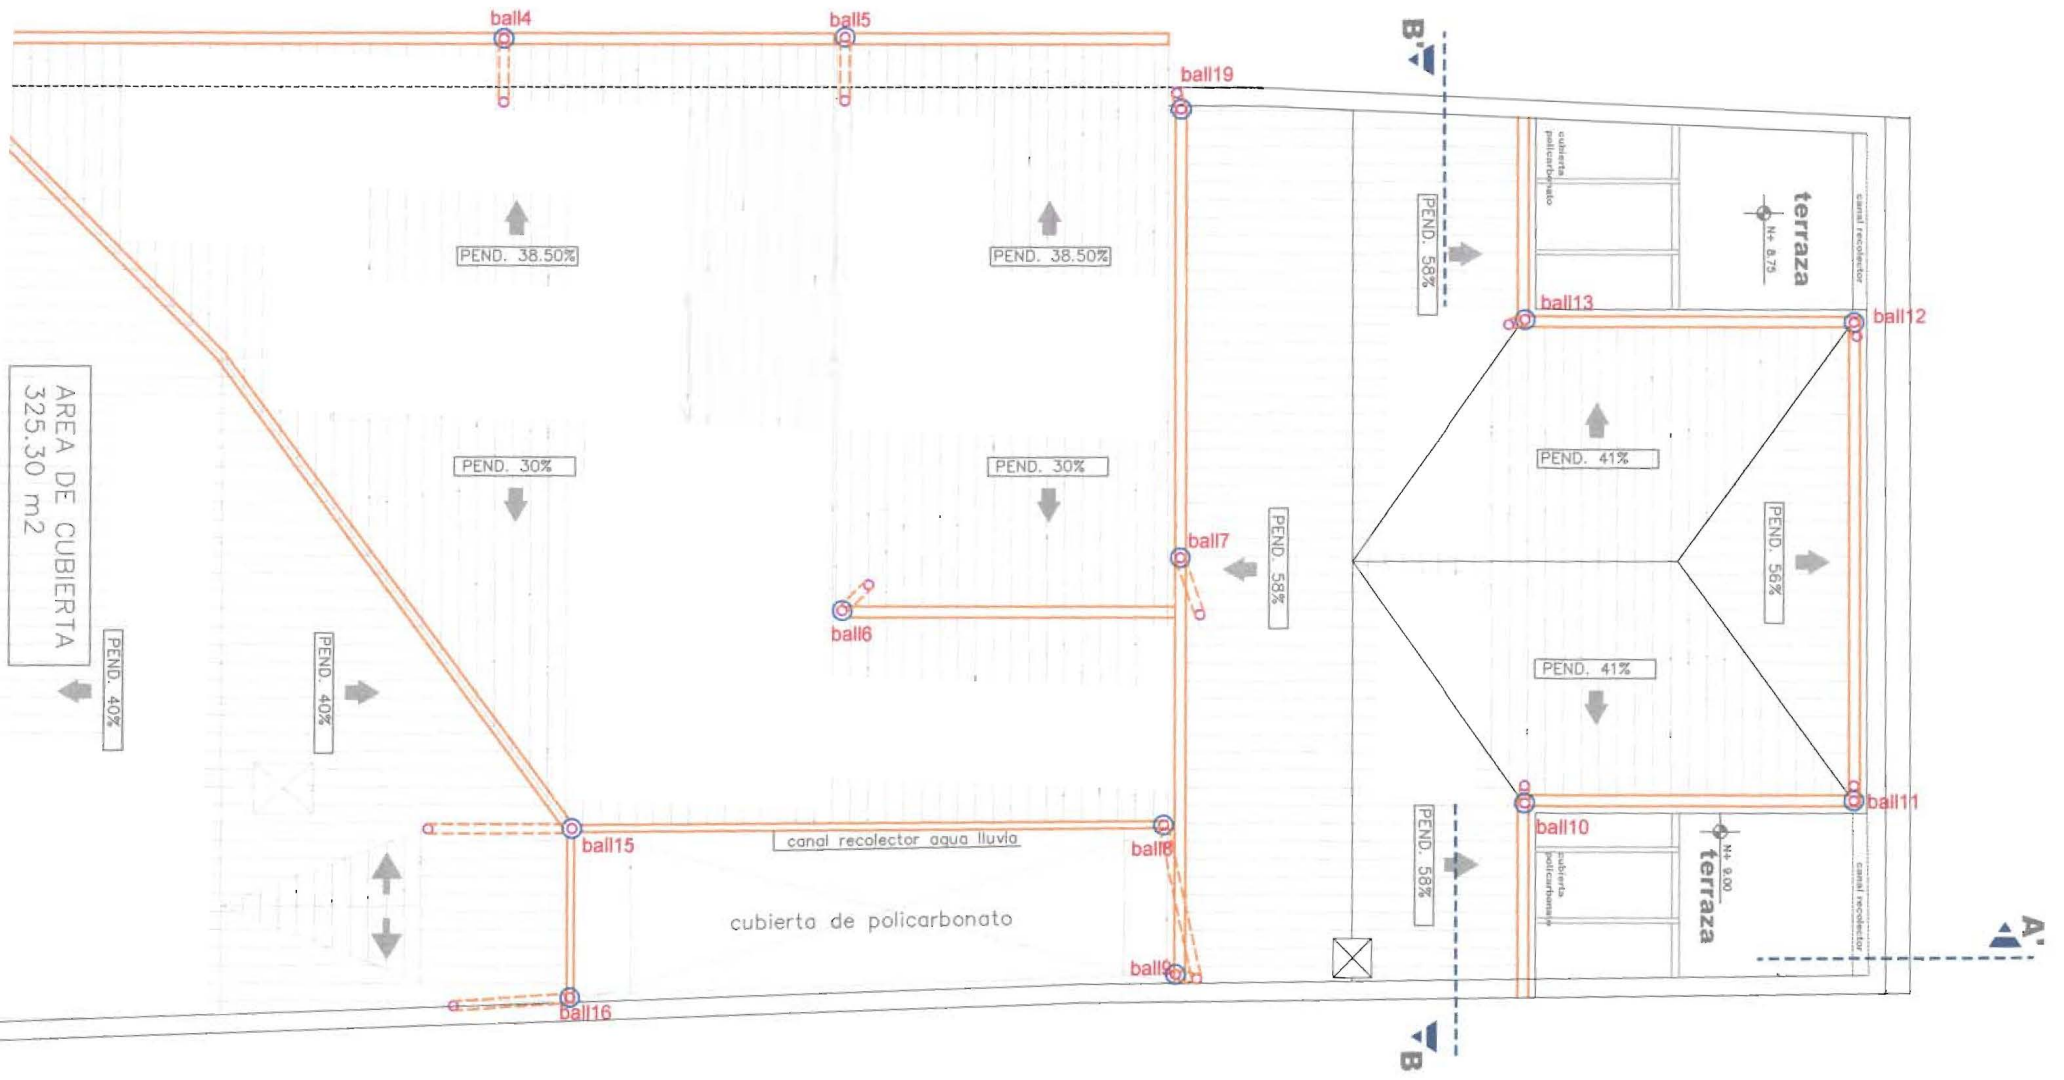 ball4
ball5
ball19
B'
cubierta
policarbonato
terraza
N+ 8.75
canal recolector
PEND. 58%
PEND. 38.50%
PEND. 38.50%
ball13
ball12
AREA DE CUBIERTA
325.30 m2
PEND. 30%
PEND. 30%
PEND. 41%
ball7
PEND. 58%
PEND. 56%
ball6
PEND. 40%
PEND. 40%
PEND. 41%
ball15
canal recolector agua lluvia
ball8
ball10
ball11
PEND. 58%
cubierta
policarbonato
N+ 9.00
terraza
canal recolector
cubierta de policarbonato
A'
ball9
ball16
B